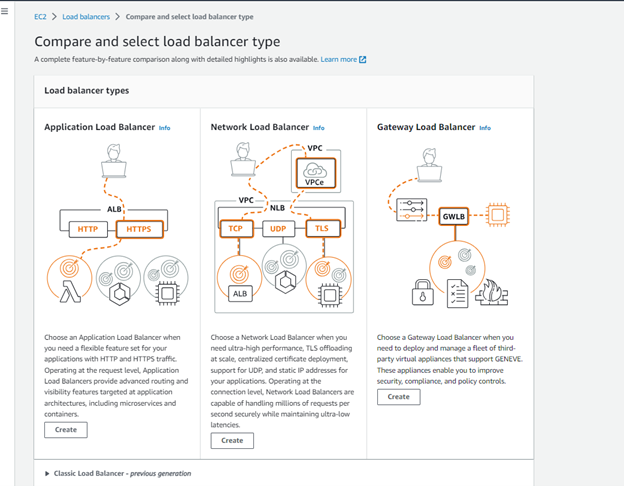 EC2 > Load balancers > Compare and select load balancer type
Compare and select load balancer type
A complete feature-by-feature comparison along with detailed highlights is also available. Learn more
Load balancer types
Application Load Balancer Info
ALB
HTTP
HTTPS
Choose an Application Load Balancer when
you need a flexible feature set for your
applications with HTTP and HTTPS traffic.
Operating at the request level, Application
Load Balancers provide advanced routing and
visibility features targeted at application
architectures, including microservices and
containers.
Create
Network Load Balancer Info
VPC
VPCe
VPC
NLB
TCP
UDP
TLS
ALB
Choose a Network Load Balancer when you
need ultra-high performance, TLS offloading
at scale, centralized certificate deployment,
support for UDP, and static IP addresses for
your applications. Operating at the
connection level, Network Load Balancers are
capable of handling millions of requests per
second securely while maintaining ultra-low
latencies.
Create
Gateway Load Balancer Info
GWLB
Choose a Gateway Load Balancer when you
need to deploy and manage a fleet of third-
party virtual appliances that support GENEVE.
These appliances enable you to improve
security, compliance, and policy controls.
Create
Classic Load Balancer - previous generation